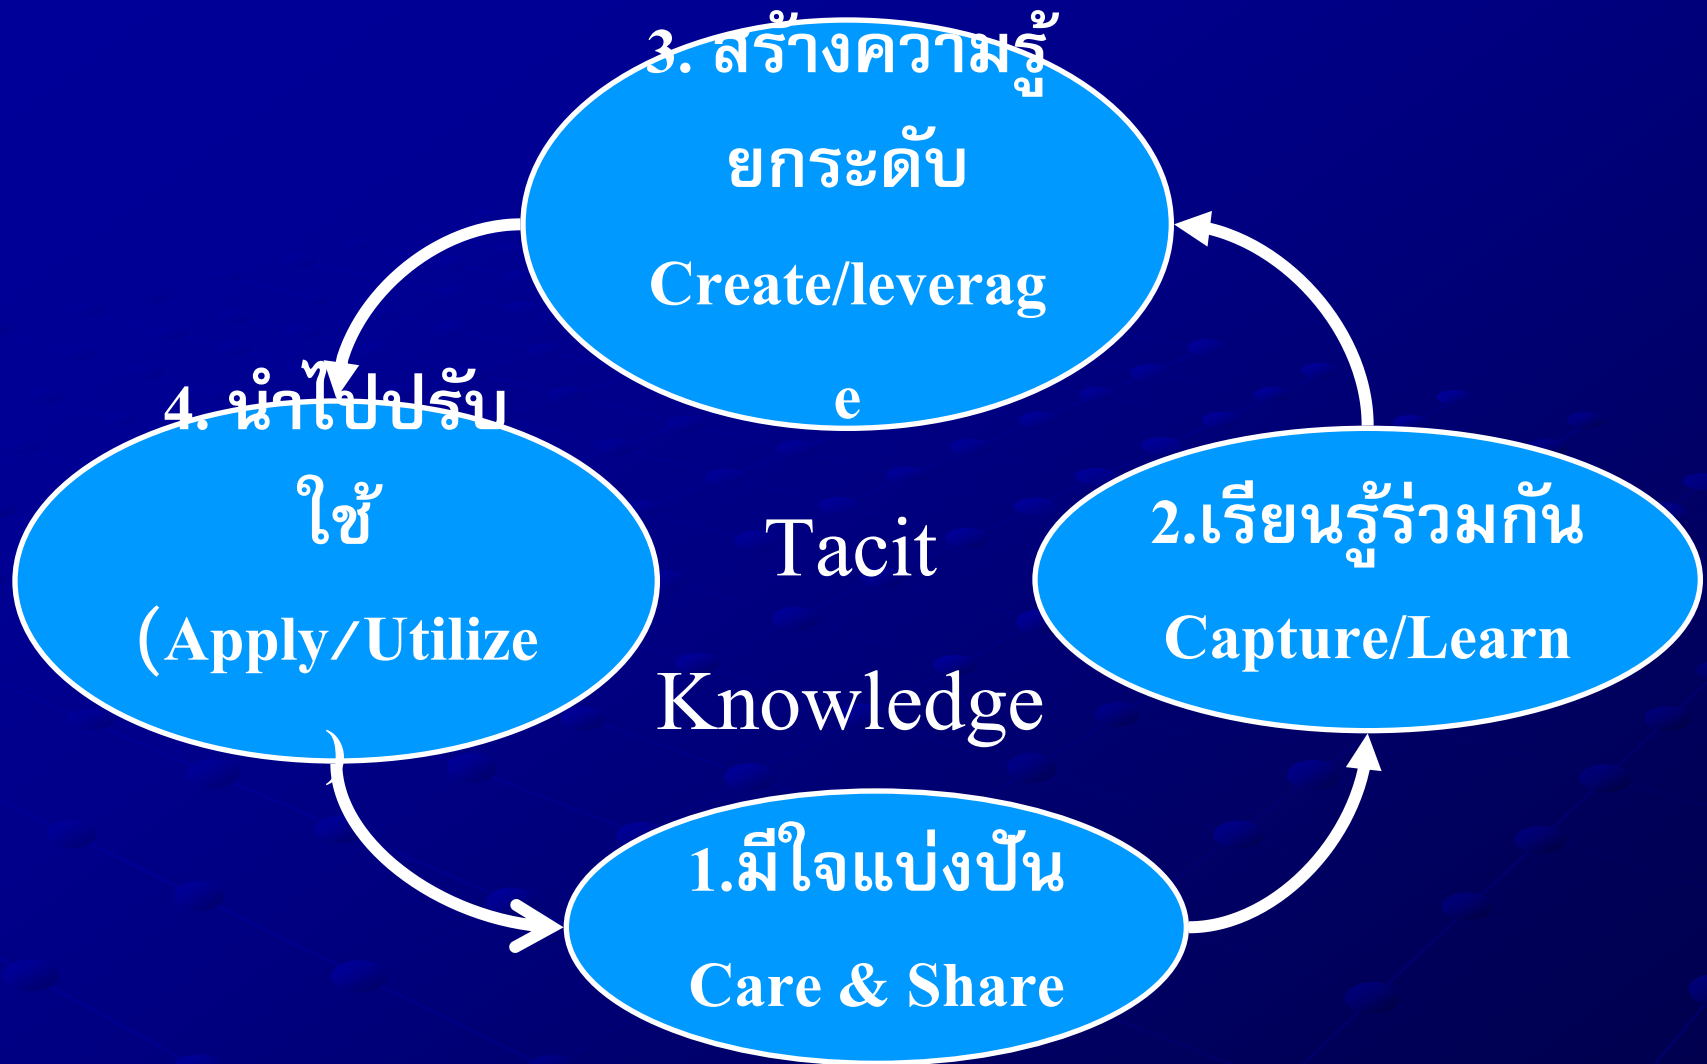 3. สร้างความรู้
ยกระดับ
Create/leverag
e
4. นำไปปรับ
ใช้
(Apply/Utilize
)
Tacit
Knowledge
2.เรียนรู้ร่วมกัน
Capture/Learn
1.มีใจแบ่งปัน
Care & Share